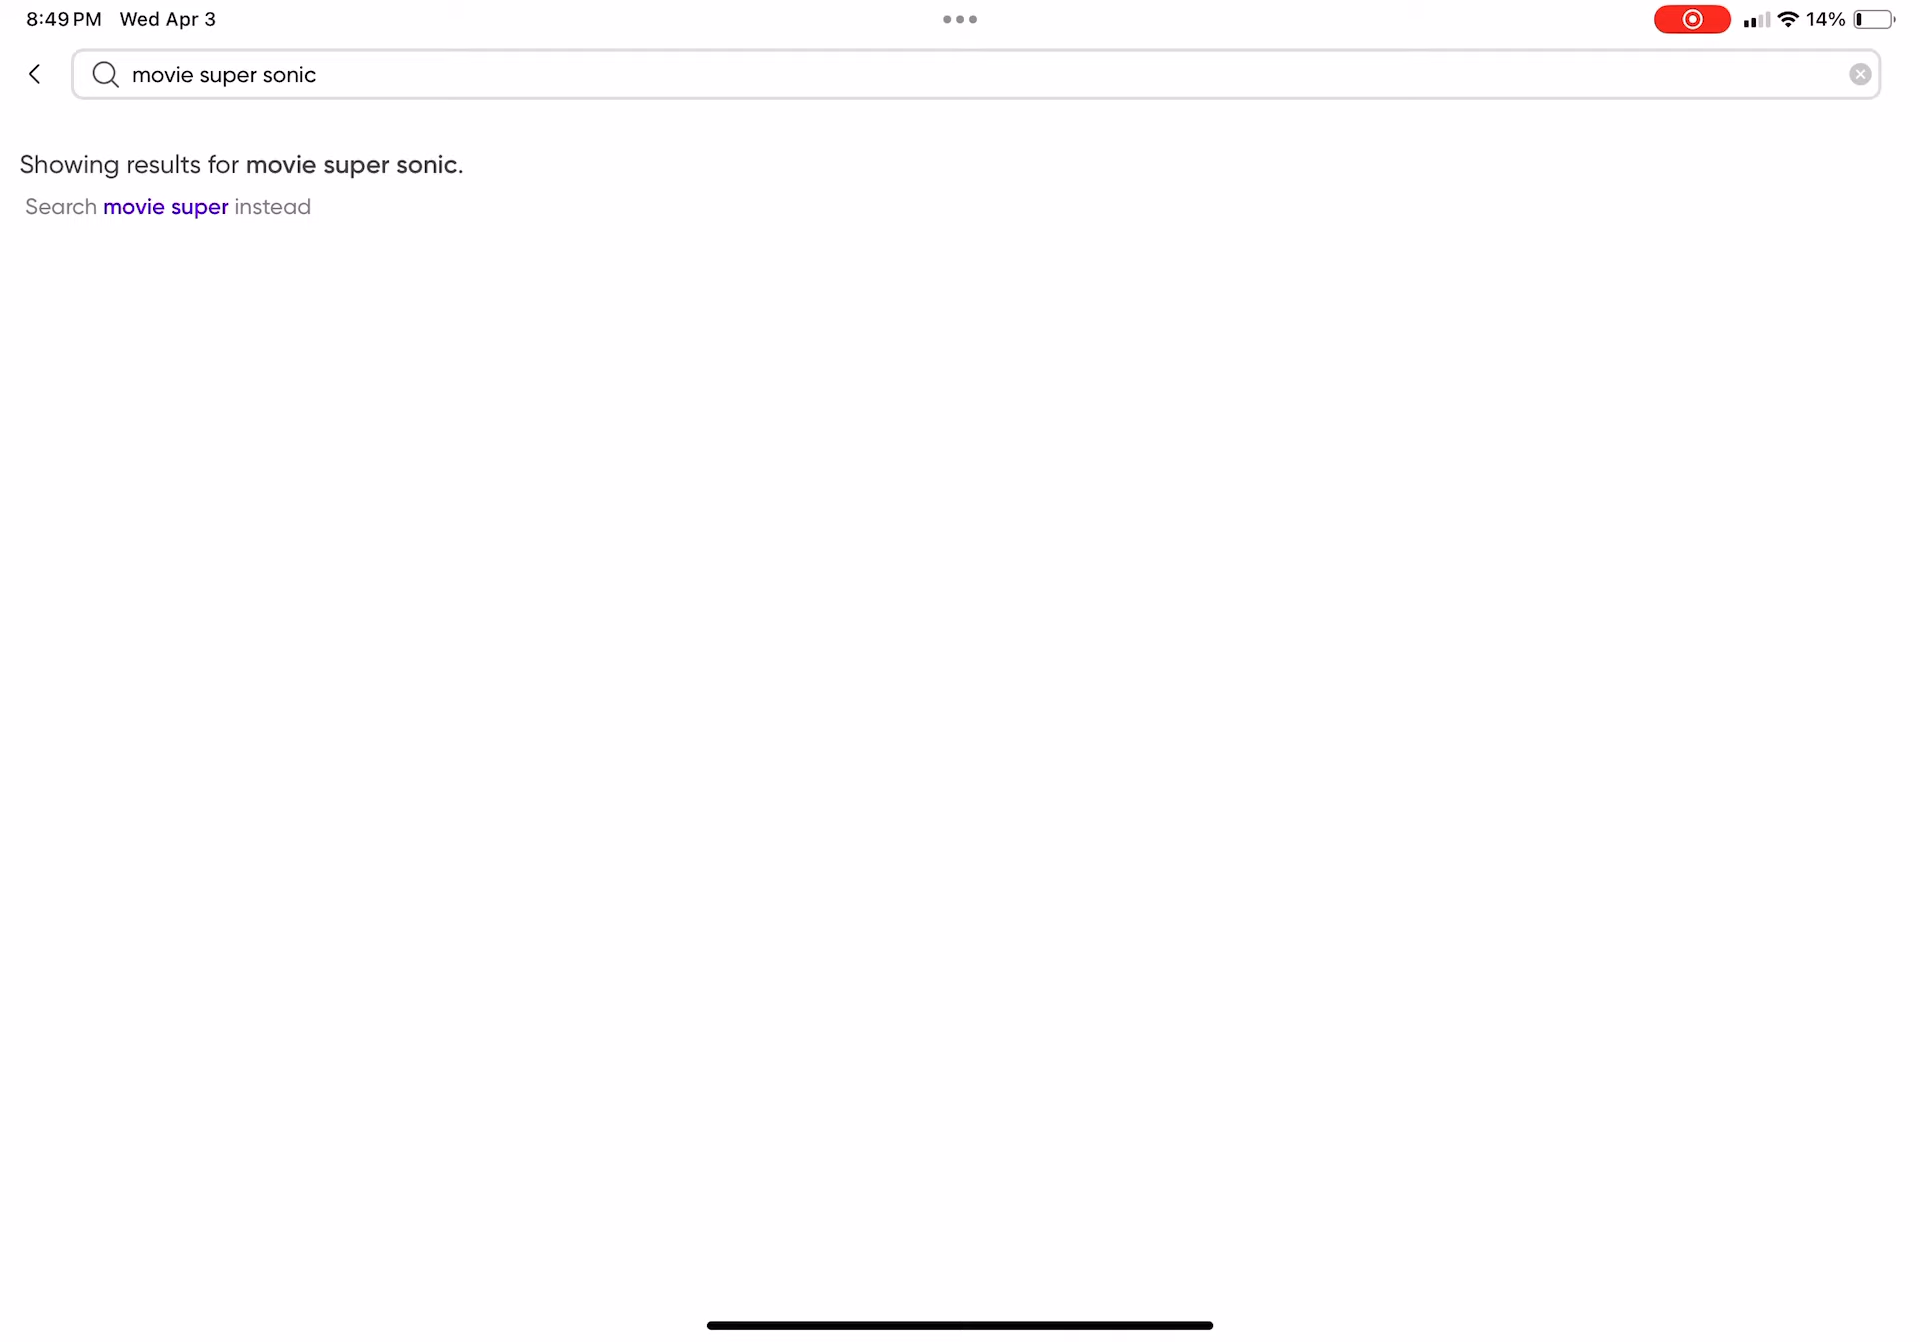 8:49 PM Wed Apr 3
14%
movie super sonic
Showing results for movie super sonic.
Search movie super instead